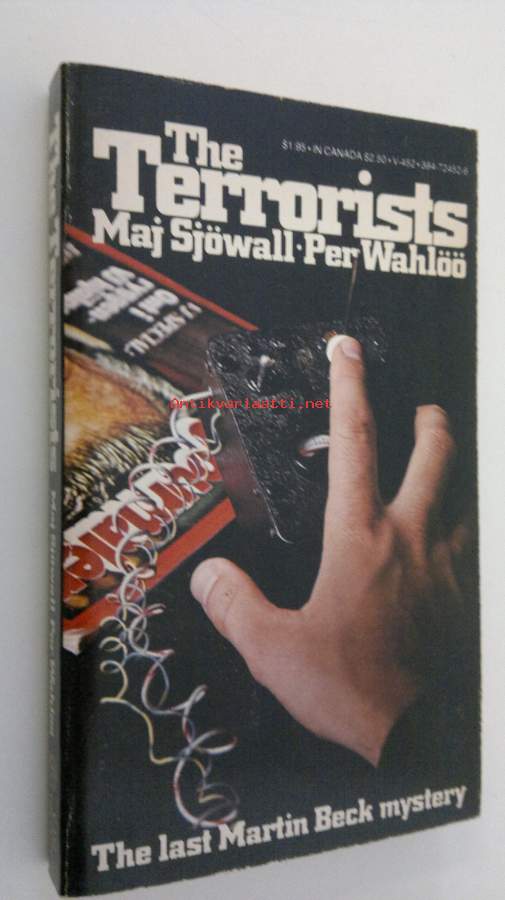 The
$1.95 • IN CANADA $2.50 • V-452 • 394-72452-6
Terrorists
Maj Sjöwall • Per Wahlöö
Antikvariaatti.net
The last Martin Beck mystery
The Terrorists Maj Sjöwall Per Wahlöö